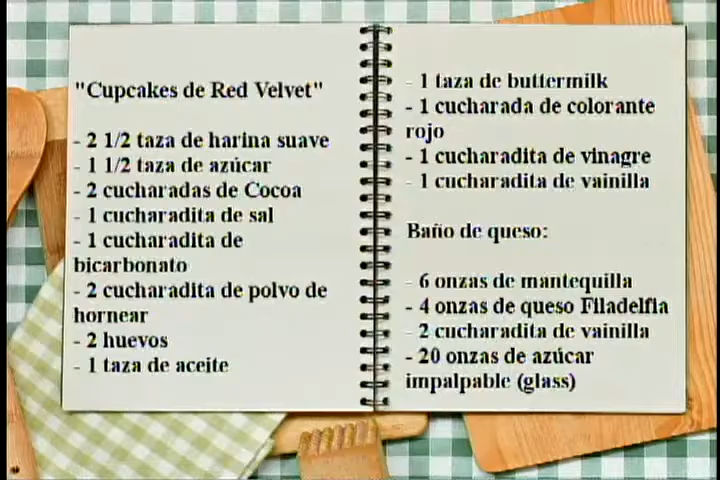 "Cupcakes de Red Velvet"
- 2 1/2 taza de harina suave
- 1 1/2 taza de azúcar
- 2 cucharadas de Cocoa
- 1 cucharadita de sal
- 1 cucharadita de
bicarbonato
- 2 cucharadita de polvo de
hornear
- 2 huevos
- 1 taza de aceite
- 1 taza de buttermilk
- 1 cucharada de colorante
rojo
- 1 cucharadita de vinagre
- 1 cucharadita de vainilla
Baño de queso:
- 6 onzas de mantequilla
- 4 onzas de queso Filadelfia
- 2 cucharadita de vainilla
- 20 onzas de azúcar
impalpable (glass)